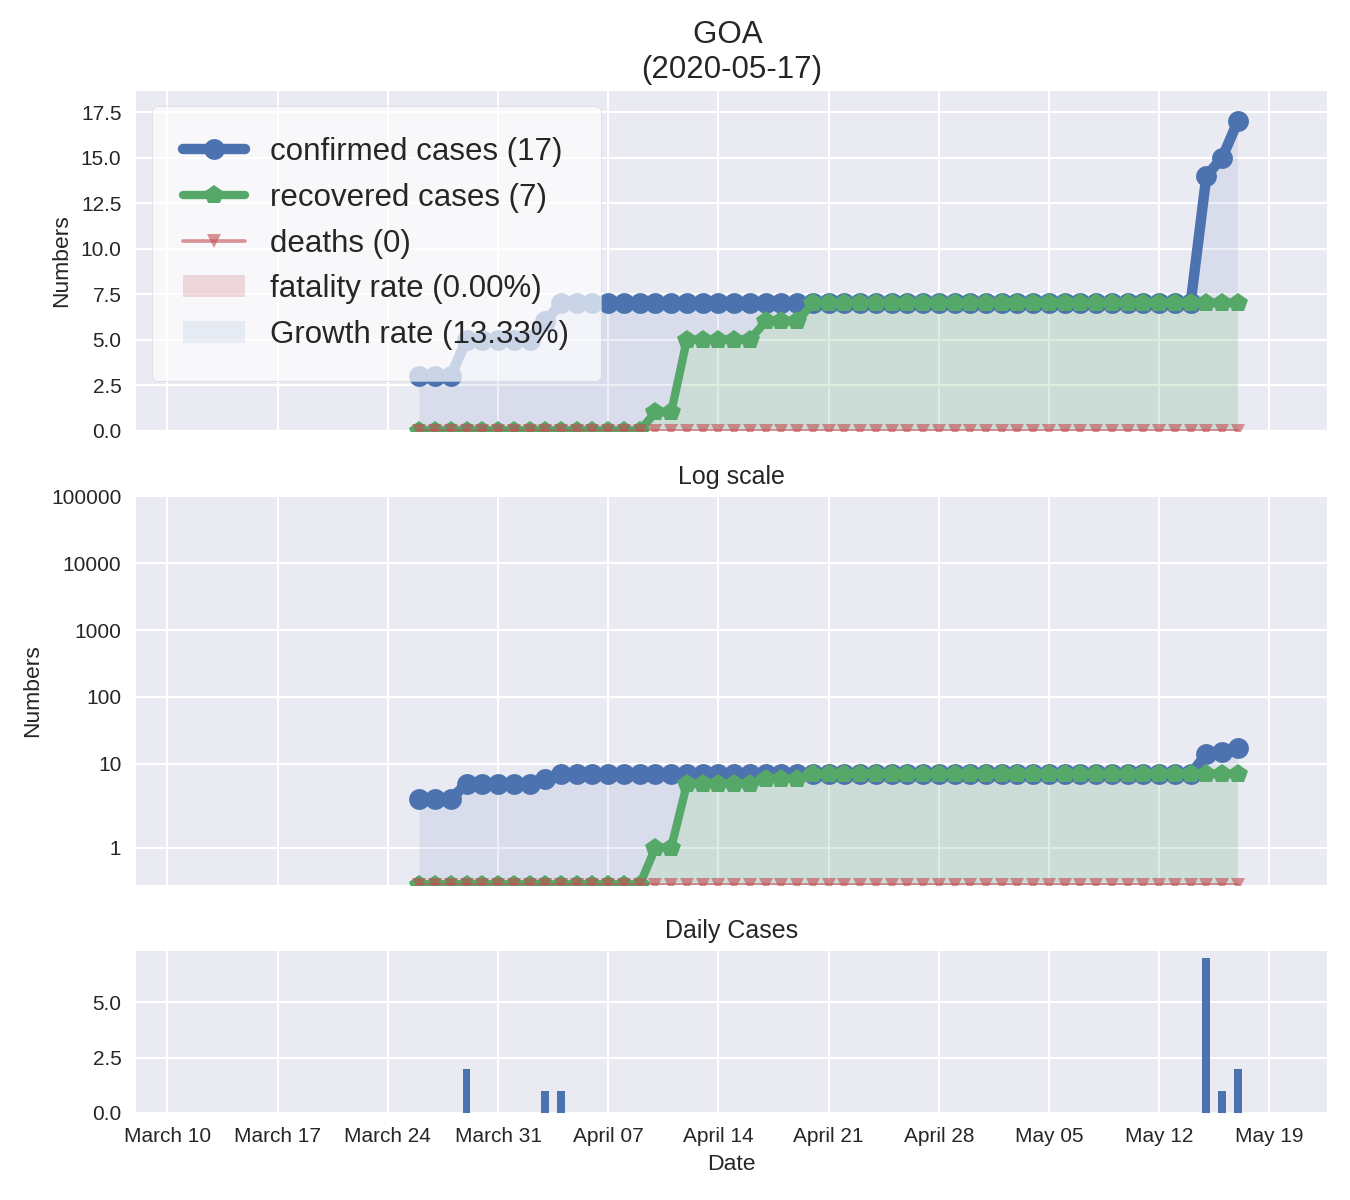 GOA
(2020-05-17)
17.5
15.0
12.5
10.0
7.5
5.0
2.5
0.0
Numbers
confirmed cases (17)
recovered cases (7)
deaths (0)
fatality rate (0.00%)
Growth rate (13.33%)
Log scale
100000
10000
1000
100
10
1
Numbers
Daily Cases
5.0
2.5
0.0
March 10 March 17 March 24 March 31 April 07 April 14 April 21 April 28 May 05 May 12 May 19
Date